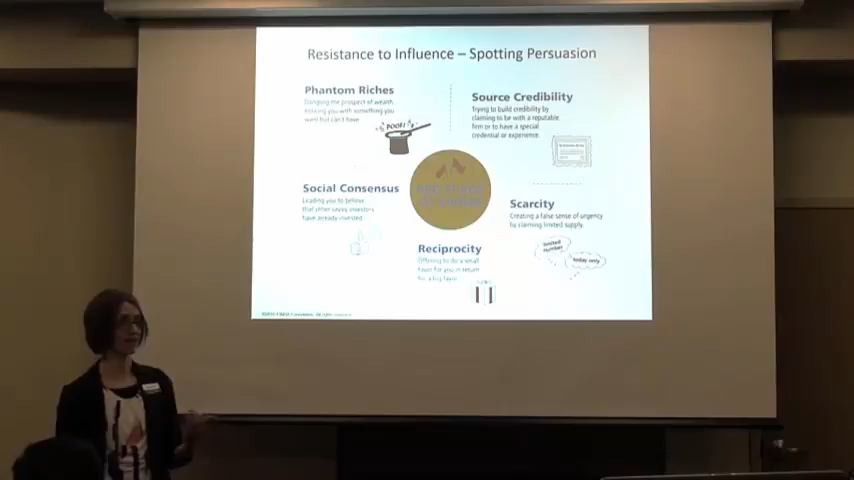 Resistance to Influence – Spotting Persuasion
Phantom Riches
Dangling the prospect of wealth,
enticing you with something you
want but can't have.
POOF!
Source Credibility
Trying to build credibility by
claiming to be with a reputable
firm or to have a special
credential or experience.
Social Consensus
Leading you to believe
that other savvy investors
have already invested.
RED FLAGS
OF FRAUD
Scarcity
Creating a false sense of urgency
by claiming limited supply.
limited
number
today only
Reciprocity
Offering to do a small
favor for you in return
for a big favor.